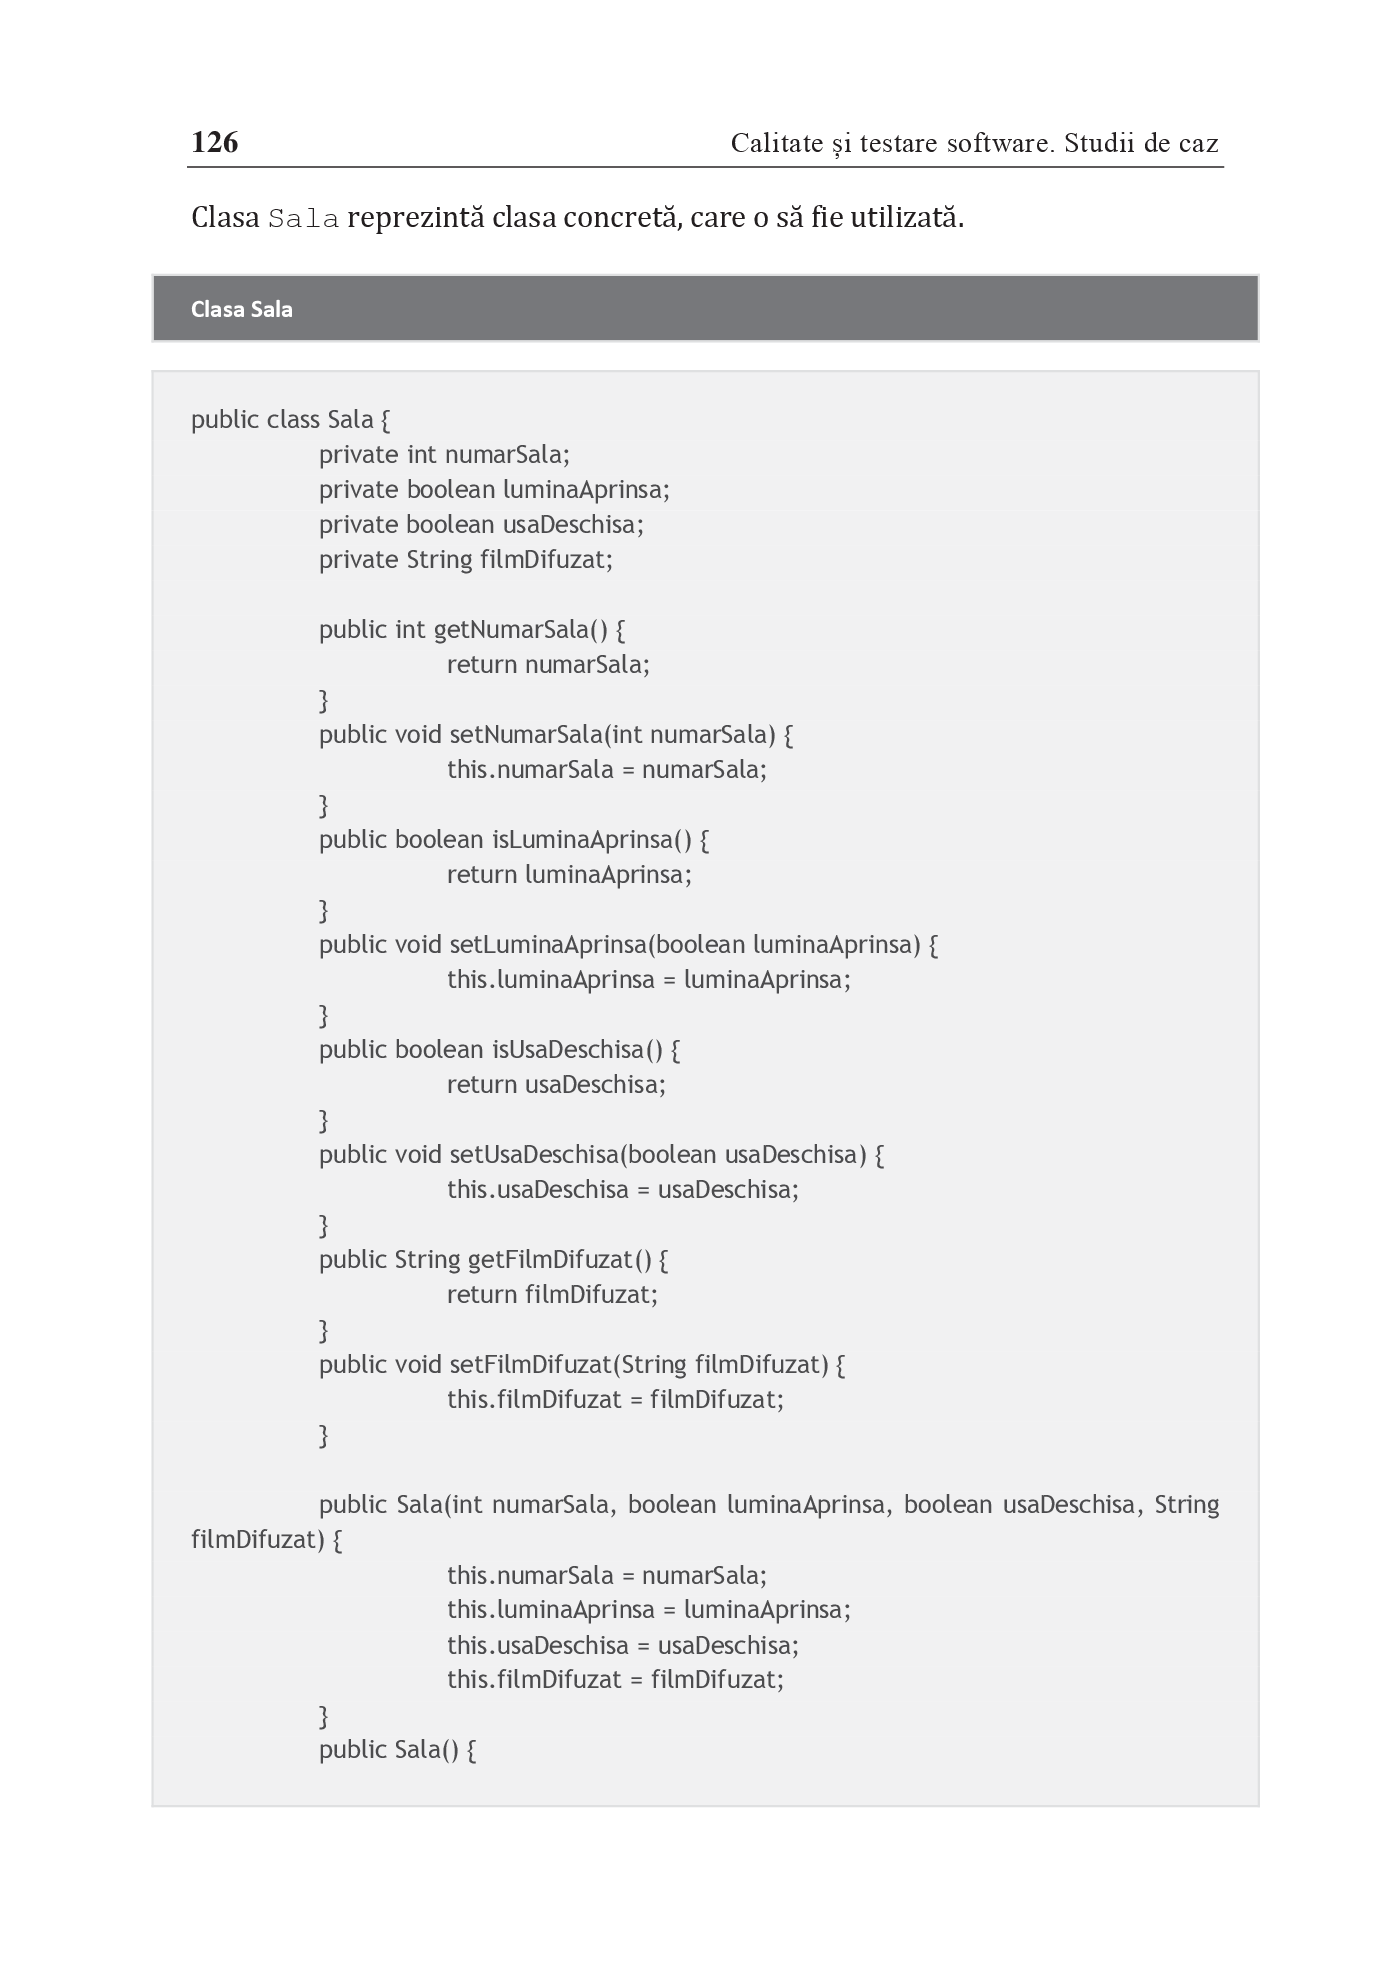 126 Calitate și testare software. Studii de caz
Clasa Sala reprezintă clasa concretă, care o să fie utilizată.
Clasa Sala
public class Sala {
private int numarSala;
private boolean luminaAprinsa;
private boolean usaDeschisa;
private String filmDifuzat;
public int getNumarSala() {
return numarSala;
}
public void setNumarSala(int numarSala) {
this.numarSala = numarSala;
}
public boolean isLuminaAprinsa() {
return luminaAprinsa;
}
public void setLuminaAprinsa(boolean luminaAprinsa) {
this.luminaAprinsa = luminaAprinsa;
}
public boolean isUsaDeschisa() {
return usaDeschisa;
}
public void setUsaDeschisa(boolean usaDeschisa) {
this.usaDeschisa = usaDeschisa;
}
public String getFilmDifuzat() {
return filmDifuzat;
}
public void setFilmDifuzat(String filmDifuzat) {
this.filmDifuzat = filmDifuzat;
}
public Sala(int numarSala, boolean luminaAprinsa, boolean usaDeschisa, String
filmDifuzat) {
this.numarSala = numarSala;
this.luminaAprinsa = luminaAprinsa;
this.usaDeschisa = usaDeschisa;
this.filmDifuzat = filmDifuzat;
}
public Sala() {